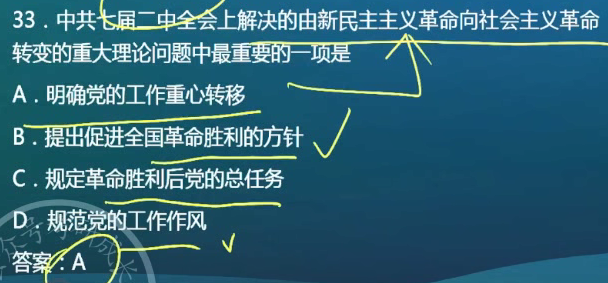 33．中共七届二中全会上解决的由新民主主义革命向社会主义革命
转变的重大理论问题中最重要的一项是
A．明确党的工作重心转移
B．提出促进全国革命胜利的方针
C．规定革命胜利后党的总任务
D．规范党的工作作风
答案：A